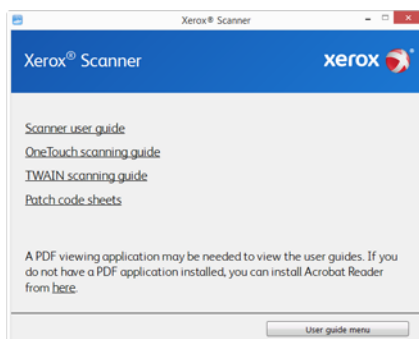 Xerox® Scanner
Xerox® Scanner
xerox
Scanner user guide
OneTouch scanning guide
TWAIN scanning guide
Patch code sheets
A PDF viewing application may be needed to view the user guides. If you
do not have a PDF application installed, you can install Acrobat Reader
from here.
User guide menu